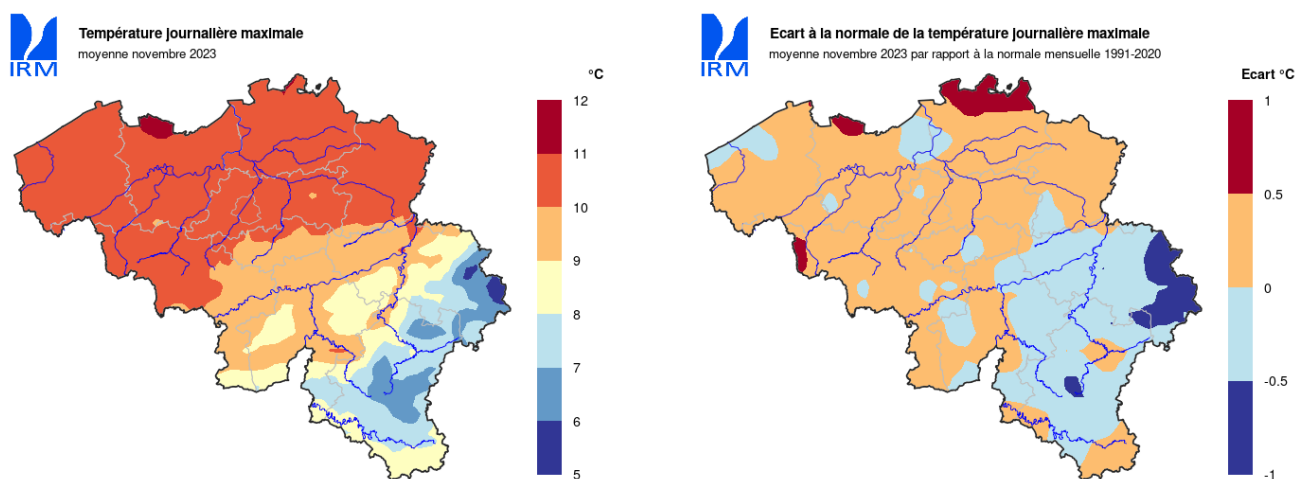 IRM
Température journalière maximale
moyenne novembre 2023
°C
12
11
10
9
8
7
6
5
IRM
Ecart à la normale de la température journalière maximale
moyenne novembre 2023 par rapport à la normale mensuelle 1991-2020
Ecart °C
1
0.5
0
-0.5
-1